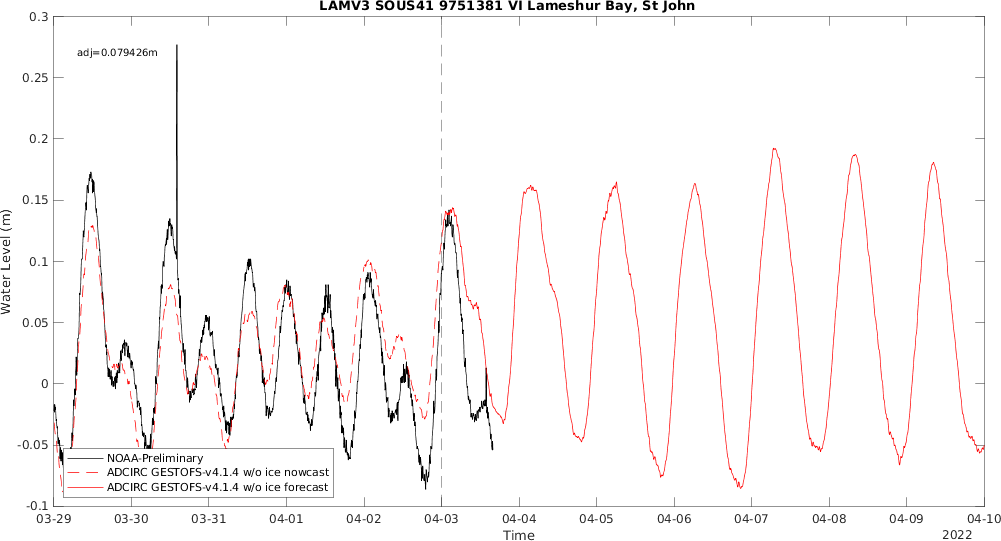 LAMV3 SOUS41 9751381 VI Lameshur Bay, St John
adj=0.079426m
0.3
0.25
0.2
0.15
0.1
0.05
0
-0.05
-0.1
Water Level (m)
NOAA-Preliminary
ADCIRC GESTOFS-v4.1.4 w/o ice nowcast
ADCIRC GESTOFS-v4.1.4 w/o ice forecast
03-29 03-30 03-31 04-01 04-02 04-03 04-04 04-05 04-06 04-07 04-08 04-09 04-10
Time
2022